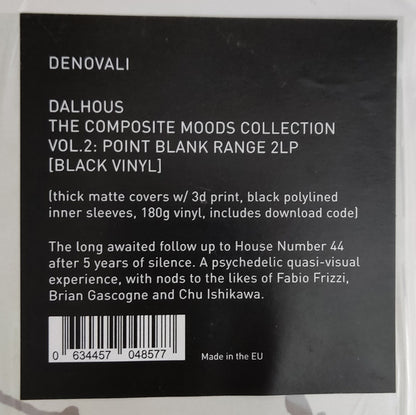 DENOVALI
DALHOUS
THE COMPOSITE MOODS COLLECTION
VOL.2: POINT BLANK RANGE 2LP
[BLACK VINYL]
(thick matte covers w/ 3d print, black polylined
inner sleeves, 180g vinyl, includes download code)
The long awaited follow up to House Number 44
after 5 years of silence. A psychedelic quasi-visual
experience, with nods to the likes of Fabio Frizzi,
Brian Gascogne and Chu Ishikawa.
0 634457 048577
Made in the EU